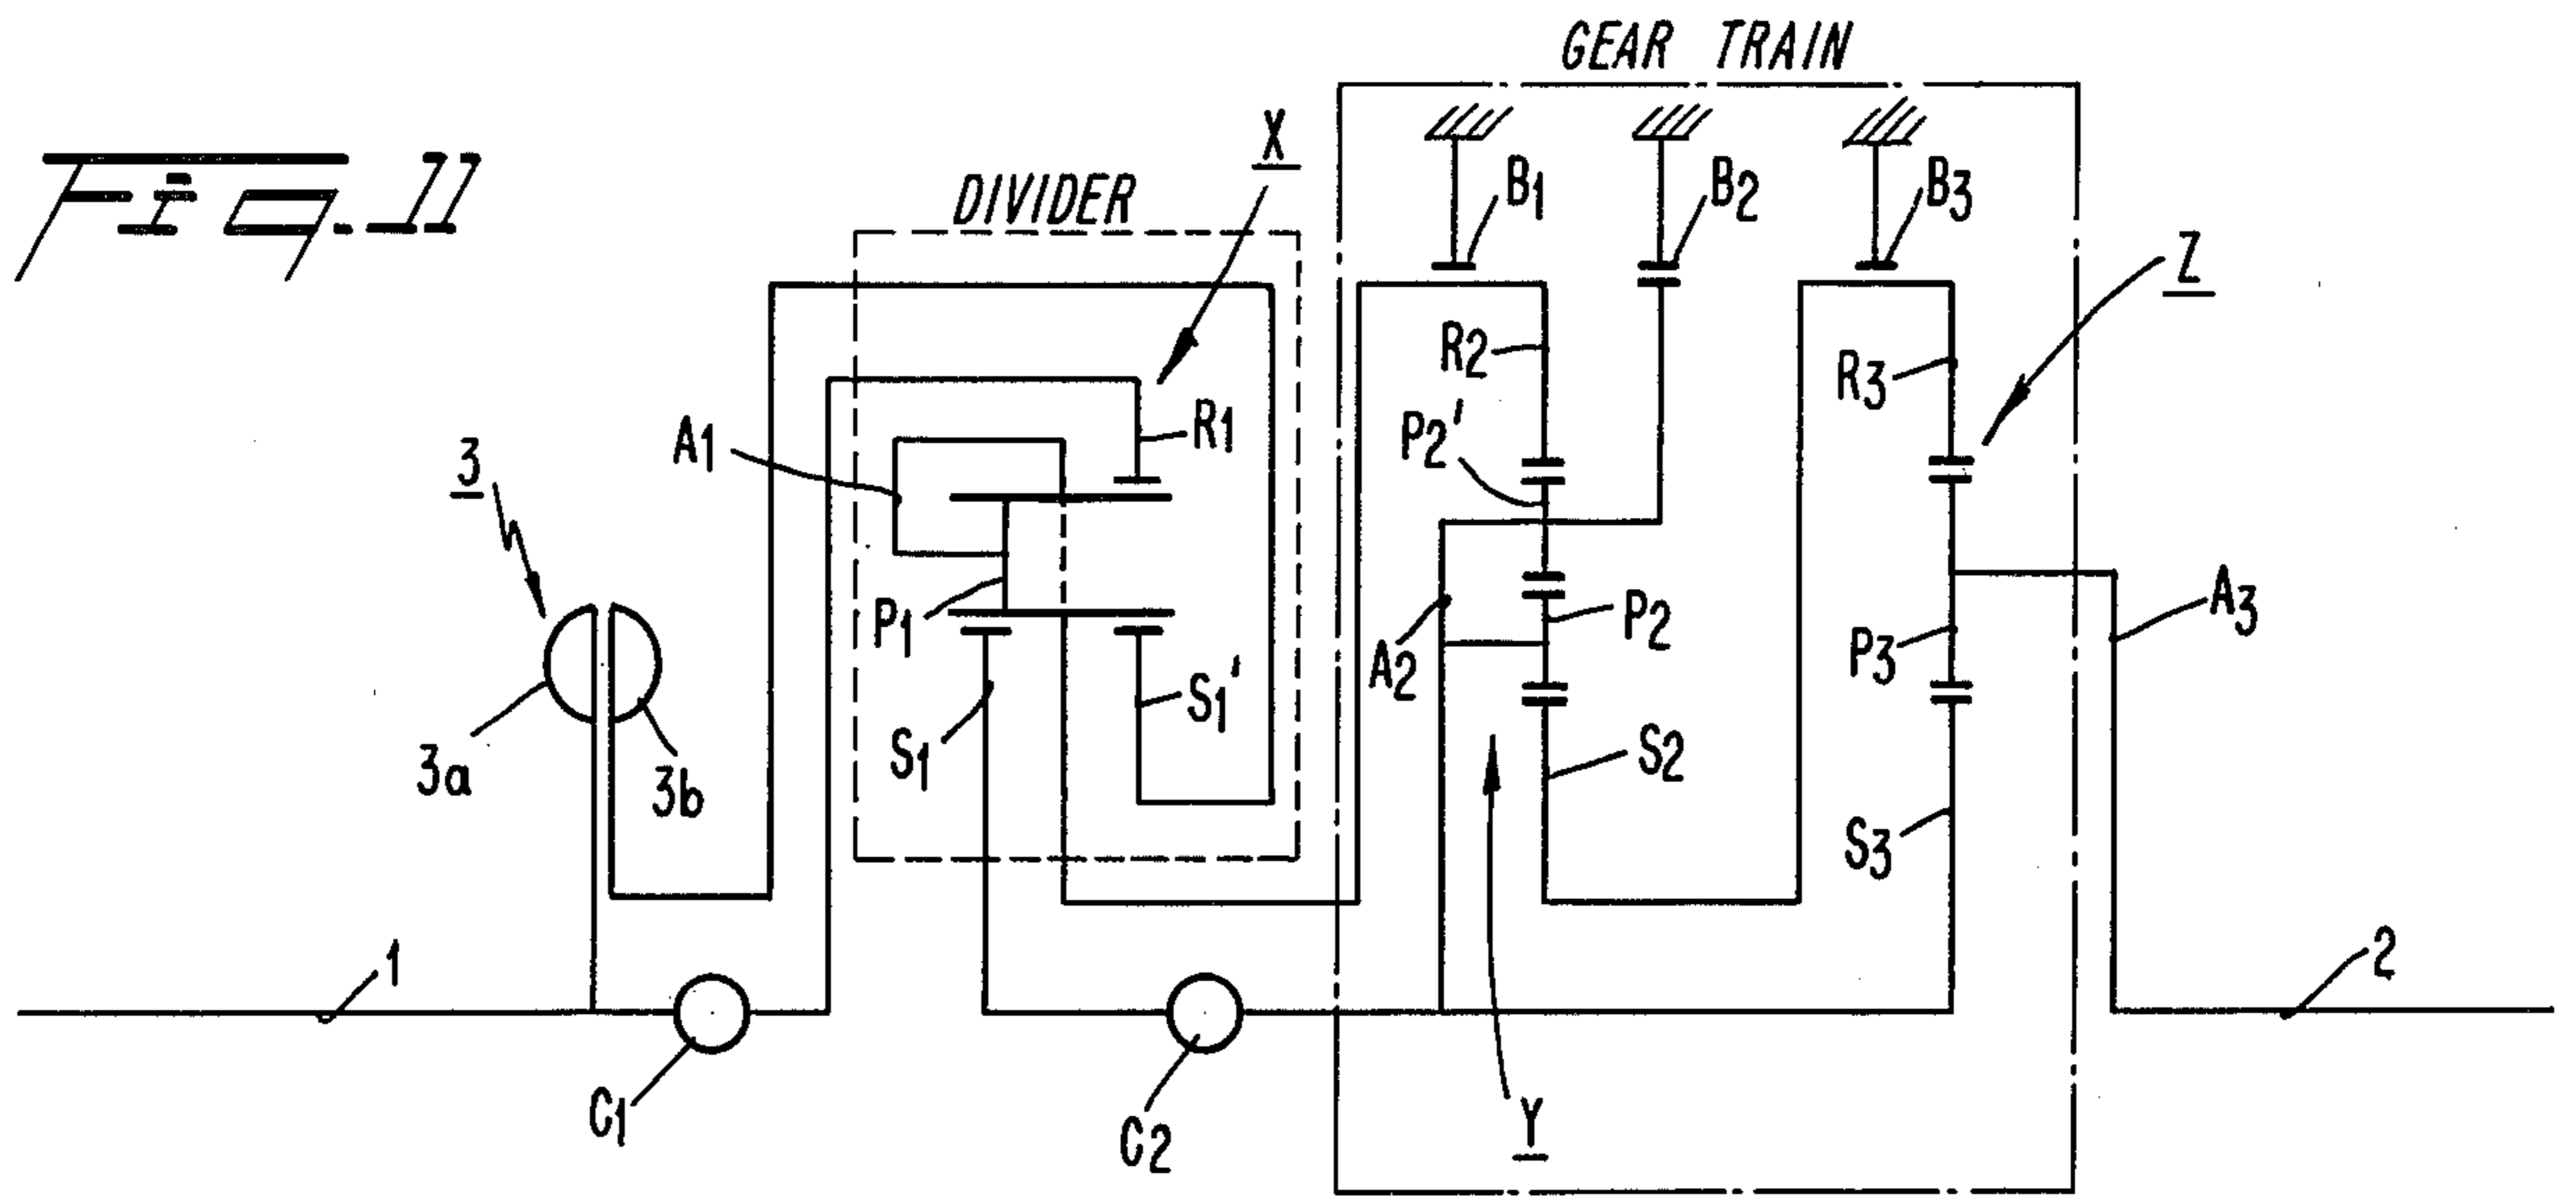 GEAR TRAIN
Fig. 11
DIVIDER
X
B1
B2
B3
Z
R2
R3
A1
R1
P2'
3
P1
P2
A3
A2
P3
S1'
S1
S2
3a
3b
S3
1
2
C1
C2
Y